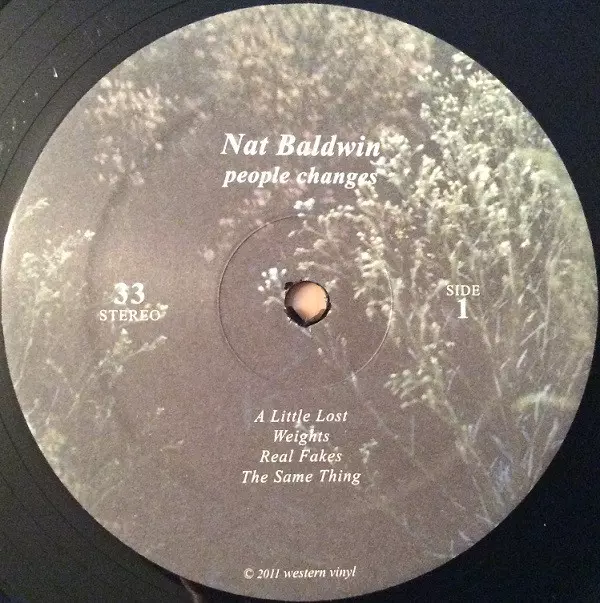 Nat Baldwin
people changes
33
STEREO
SIDE
1
A Little Lost
Weights
Real Fakes
The Same Thing
© 2011 western vinyl